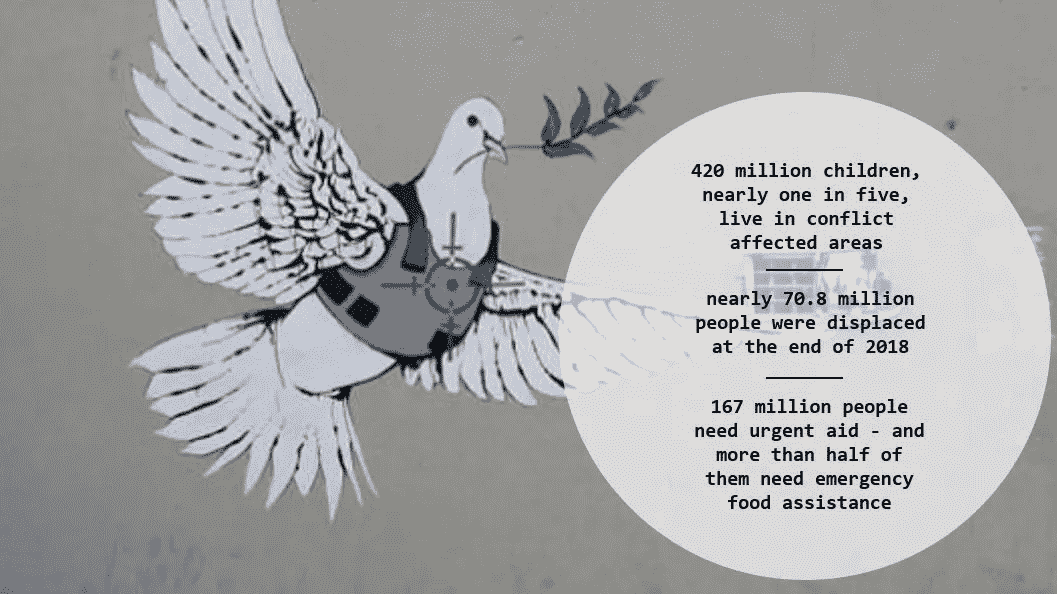 420 million children,
nearly one in five,
live in conflict
affected areas
nearly 70.8 million
people were displaced
at the end of 2018
167 million people
need urgent aid - and
more than half of
them need emergency
food assistance